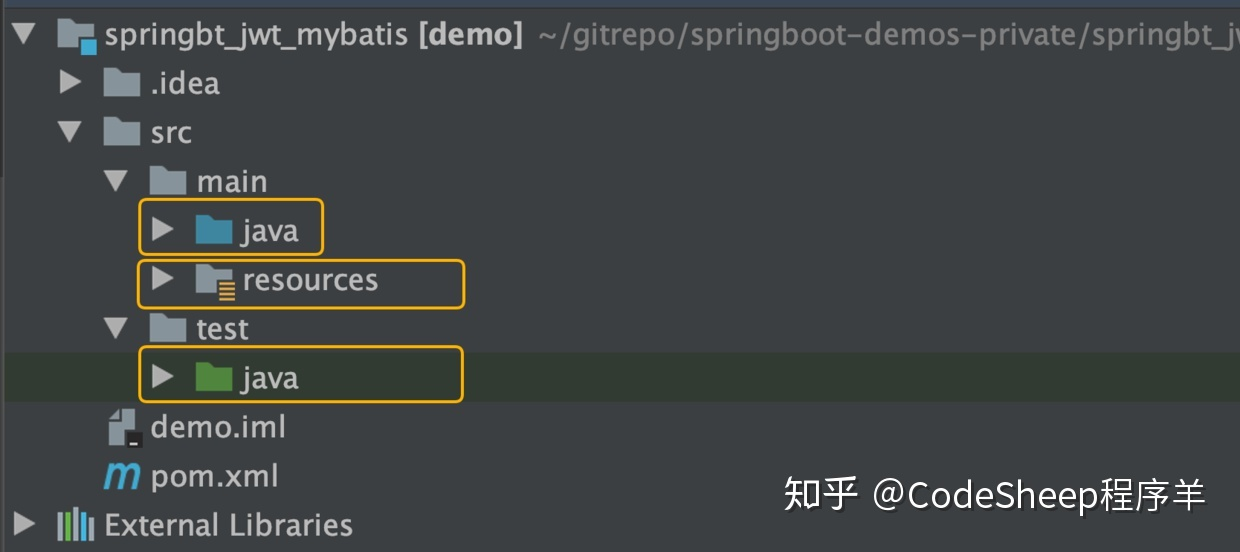 springbt_jwt_mybatis [demo] ~/gitrepo/springboot-demos-private/springbt_jw
.idea
src
main
java
resources
test
java
demo.iml
pom.xml
External Libraries
知乎 @CodeSheep程序羊